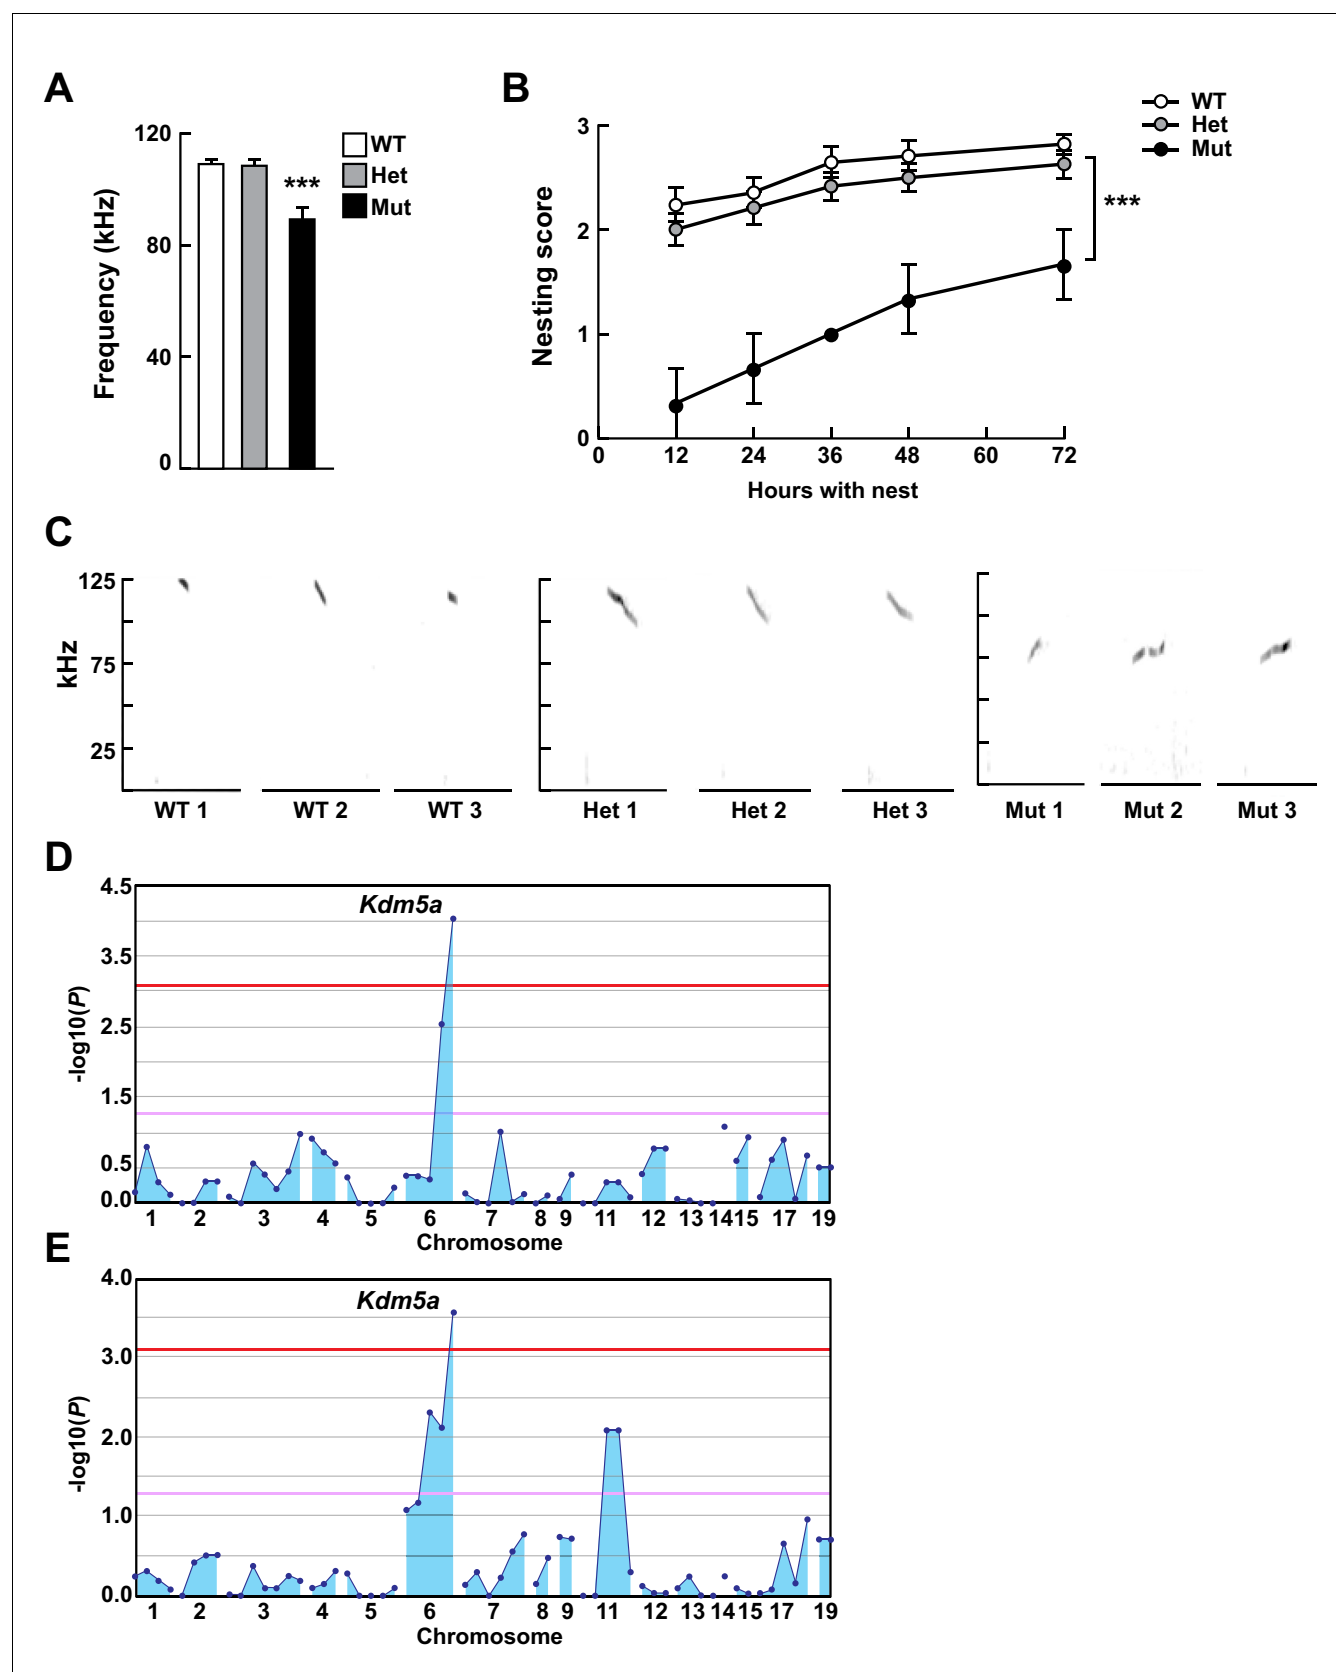 A
120
80
40
0
Frequency (kHz)
***
WT
Het
Mut
B
WT
Het
Mut
3
2
1
0
Nesting score
***
0 12 24 36 48 60 72
Hours with nest
C
125
75
25
kHz
WT 1 WT 2 WT 3 Het 1 Het 2 Het 3 Mut 1 Mut 2 Mut 3
D
4.5
3.5
2.5
1.5
0.5
0.0
-log10(P)
Kdm5a
1 2 3 4 5 6 7 8 9 11 12 13 14 15 17 19
Chromosome
E
4.0
3.0
2.0
1.0
0.0
-log10(P)
Kdm5a
1 2 3 4 5 6 7 8 9 11 12 13 14 15 17 19
Chromosome